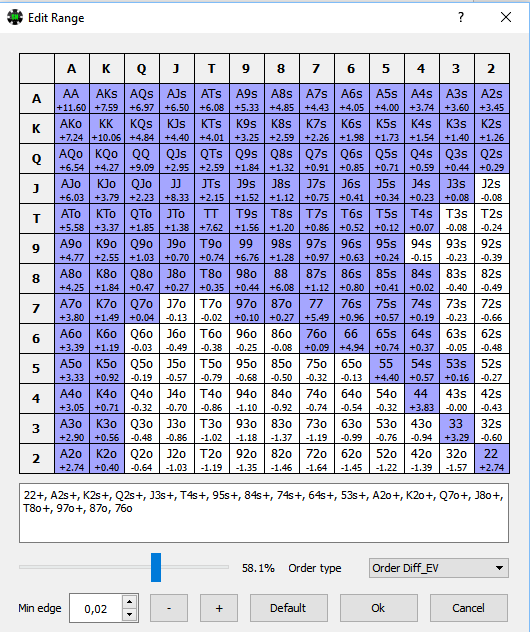 Edit Range
? ×
A K Q J T 9 8 7 6 5 4 3 2
A AA AKs AQs AJs ATs A9s A8s A7s A6s A5s A4s A3s A2s
+11.60 +7.59 +6.97 +6.50 +6.08 +5.33 +4.85 +4.43 +4.05 +4.00 +3.74 +3.60 +3.45
K AKo KK KQs KJs KTs K9s K8s K7s K6s K5s K4s K3s K2s
+7.24 +10.06 +4.84 +4.40 +4.01 +3.25 +2.59 +2.26 +1.98 +1.73 +1.54 +1.40 +1.26
Q AQo KQo QQ QJs QTs Q9s Q8s Q7s Q6s Q5s Q4s Q3s Q2s
+6.54 +4.27 +9.09 +2.95 +2.59 +1.84 +1.32 +0.91 +0.85 +0.71 +0.59 +0.44 +0.29
J AJo KJo QJo JJ JTs J9s J8s J7s J6s J5s J4s J3s J2s
+6.03 +3.79 +2.23 +8.33 +2.15 +1.52 +1.12 +0.75 +0.41 +0.34 +0.23 +0.08 -0.08
T ATo KTo QTo JTo TT T9s T8s T7s T6s T5s T4s T3s T2s
+5.58 +3.37 +1.85 +1.38 +7.62 +1.56 +1.20 +0.86 +0.52 +0.12 +0.07 -0.08 -0.24
9 A9o K9o Q9o J9o T9o 99 98s 97s 96s 95s 94s 93s 92s
+4.77 +2.55 +1.03 +0.70 +0.74 +6.76 +1.28 +0.97 +0.63 +0.24 -0.15 -0.23 -0.39
8 A8o K8o Q8o J8o T8o 98o 88 87s 86s 85s 84s 83s 82s
+4.25 +1.84 +0.47 +0.27 +0.35 +0.44 +6.08 +1.12 +0.80 +0.41 +0.02 -0.40 -0.49
7 A7o K7o Q7o J7o T7o 97o 87o 77 76s 75s 74s 73s 72s
+3.80 +1.49 +0.04 -0.13 -0.02 +0.10 +0.27 +5.49 +0.96 +0.57 +0.19 -0.23 -0.66
6 A6o K6o Q6o J6o T6o 96o 86o 76o 66 65s 64s 63s 62s
+3.39 +1.19 -0.03 -0.49 -0.38 -0.25 -0.08 +0.09 +4.94 +0.74 +0.37 -0.05 -0.48
5 A5o K5o Q5o J5o T5o 95o 85o 75o 65o 55 54s 53s 52s
+3.33 +0.92 -0.19 -0.57 -0.79 -0.68 -0.50 -0.32 -0.13 +4.40 +0.57 +0.16 -0.27
4 A4o K4o Q4o J4o T4o 94o 84o 74o 64o 54o 44 43s 42s
+3.05 +0.71 -0.32 -0.70 -0.86 -1.10 -0.92 -0.74 -0.54 -0.32 +3.83 -0.00 -0.43
3 A3o K3o Q3o J3o T3o 93o 83o 73o 63o 53o 43o 33 32s
+2.90 +0.56 -0.48 -0.86 -1.02 -1.18 -1.37 -1.19 -0.99 -0.76 -0.94 +3.29 -0.60
2 A2o K2o Q2o J2o T2o 92o 82o 72o 62o 52o 42o 32o 22
+2.74 +0.40 -0.64 -1.03 -1.19 -1.35 -1.46 -1.64 -1.45 -1.22 -1.39 -1.57 +2.74
22+, A2s+, K2s+, Q2s+, J3s+, T4s+, 95s+, 84s+, 74s+, 64s+, 53s+, A2o+, K2o+, Q7o+, J8o+,
T8o+, 97o+, 87o, 76o
58.1% Order type Order Diff_EV
Min edge 0,02 - + Default Ok Cancel